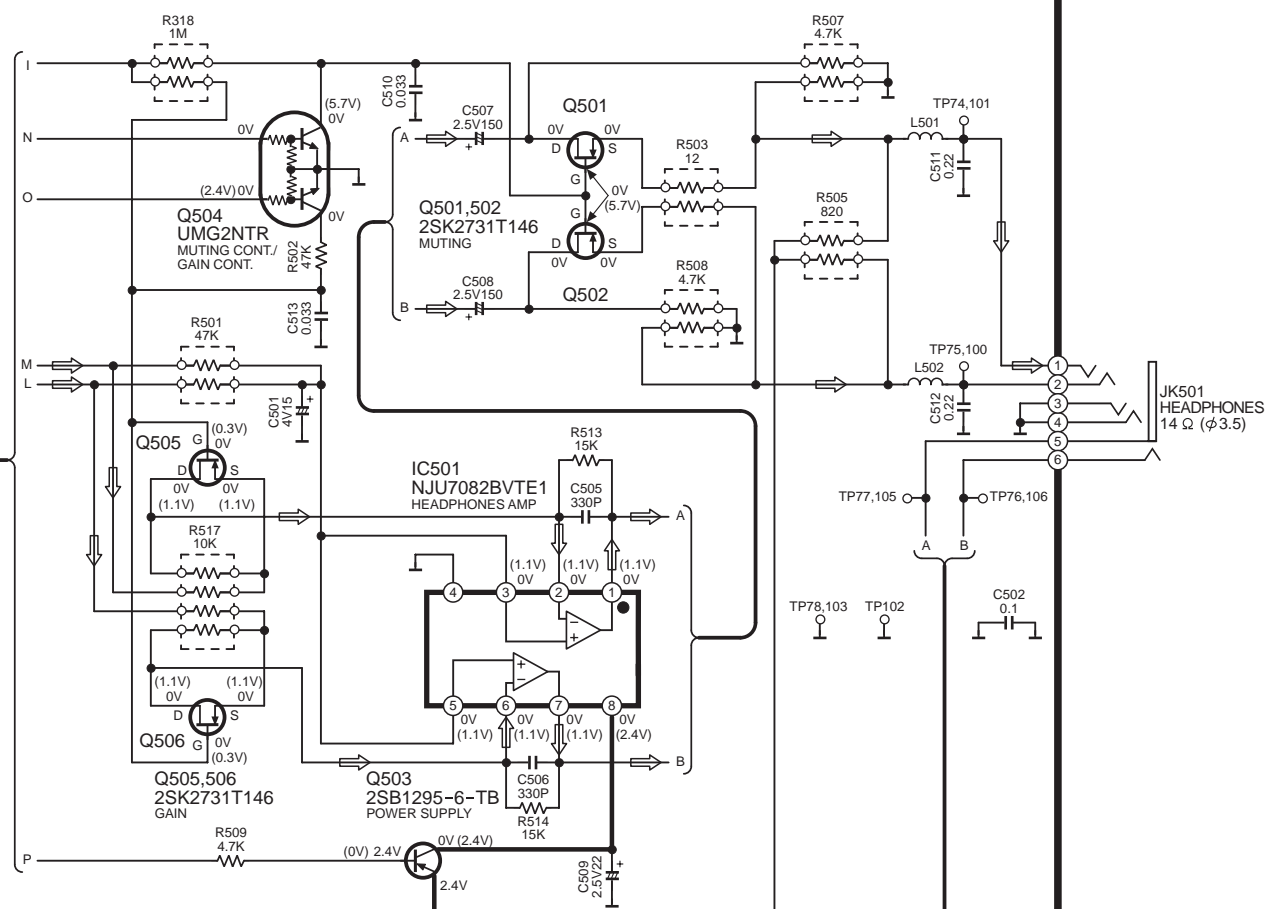 R318
1M
I
N
O
(5.7V)
0V
0V
(2.4V) 0V
0V
Q504
UMG2NTR
MUTING CONT./
GAIN CONT.
R502
47K
C513
0.033
C510
0.033
A
C507
2.5V150
+
Q501
0V
0V
D
S
G
0V
(5.7V)
Q501,502
2SK2731T146
MUTING
G
D
S
0V
0V
Q502
B
C508
2.5V150
+
R503
12
R508
4.7K
R507
4.7K
R505
820
TP74,101
L501
C511
0.22
TP75,100
L502
C512
0.22
1
2
3
4
5
6
JK501
HEADPHONES
14 Ω (φ3.5)
TP77,105
TP76,106
A
B
TP78,103
TP102
C502
0.1
R501
47K
M
L
C501
4V15
+
Q505
G
(0.3V)
0V
D
S
0V
0V
(1.1V)
(1.1V)
R517
10K
(1.1V)
(1.1V)
0V
0V
D
S
G
0V
(0.3V)
Q506
Q505,506
2SK2731T146
GAIN
IC501
NJU7082BVTE1
HEADPHONES AMP
R513
15K
C505
330P
A
(1.1V)
0V
(1.1V)
0V
(1.1V)
0V
4
3
2
1
−
+
+
−
5
6
7
8
0V
(1.1V)
0V
(1.1V)
0V
(1.1V)
0V
(2.4V)
B
C506
330P
R514
15K
Q503
2SB1295-6-TB
POWER SUPPLY
R509
4.7K
P
(0V) 2.4V
0V (2.4V)
2.4V
C509
2.5V22
+